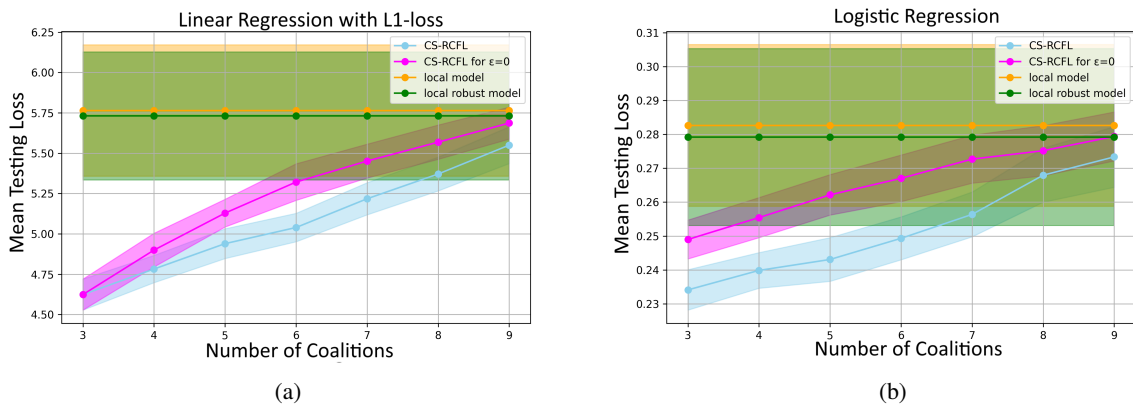 Linear Regression with L1-loss
6.25
6.00
5.75
5.50
5.25
5.00
4.75
4.50
Mean Testing Loss
CS-RCFL
CS-RCFL for ε=0
local model
local robust model
3 4 5 6 7 8 9
Number of Coalitions
(a)
Logistic Regression
0.31
0.30
0.29
0.28
0.27
0.26
0.25
0.24
0.23
Mean Testing Loss
CS-RCFL
CS-RCFL for ε=0
local model
local robust model
3 4 5 6 7 8 9
Number of Coalitions
(b)